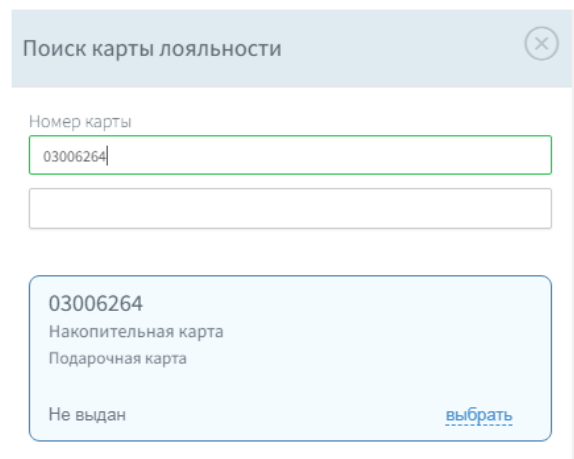 Поиск карты лояльности
Номер карты
03006264
03006264
Накопительная карта
Подарочная карта
Не выдан выбрать